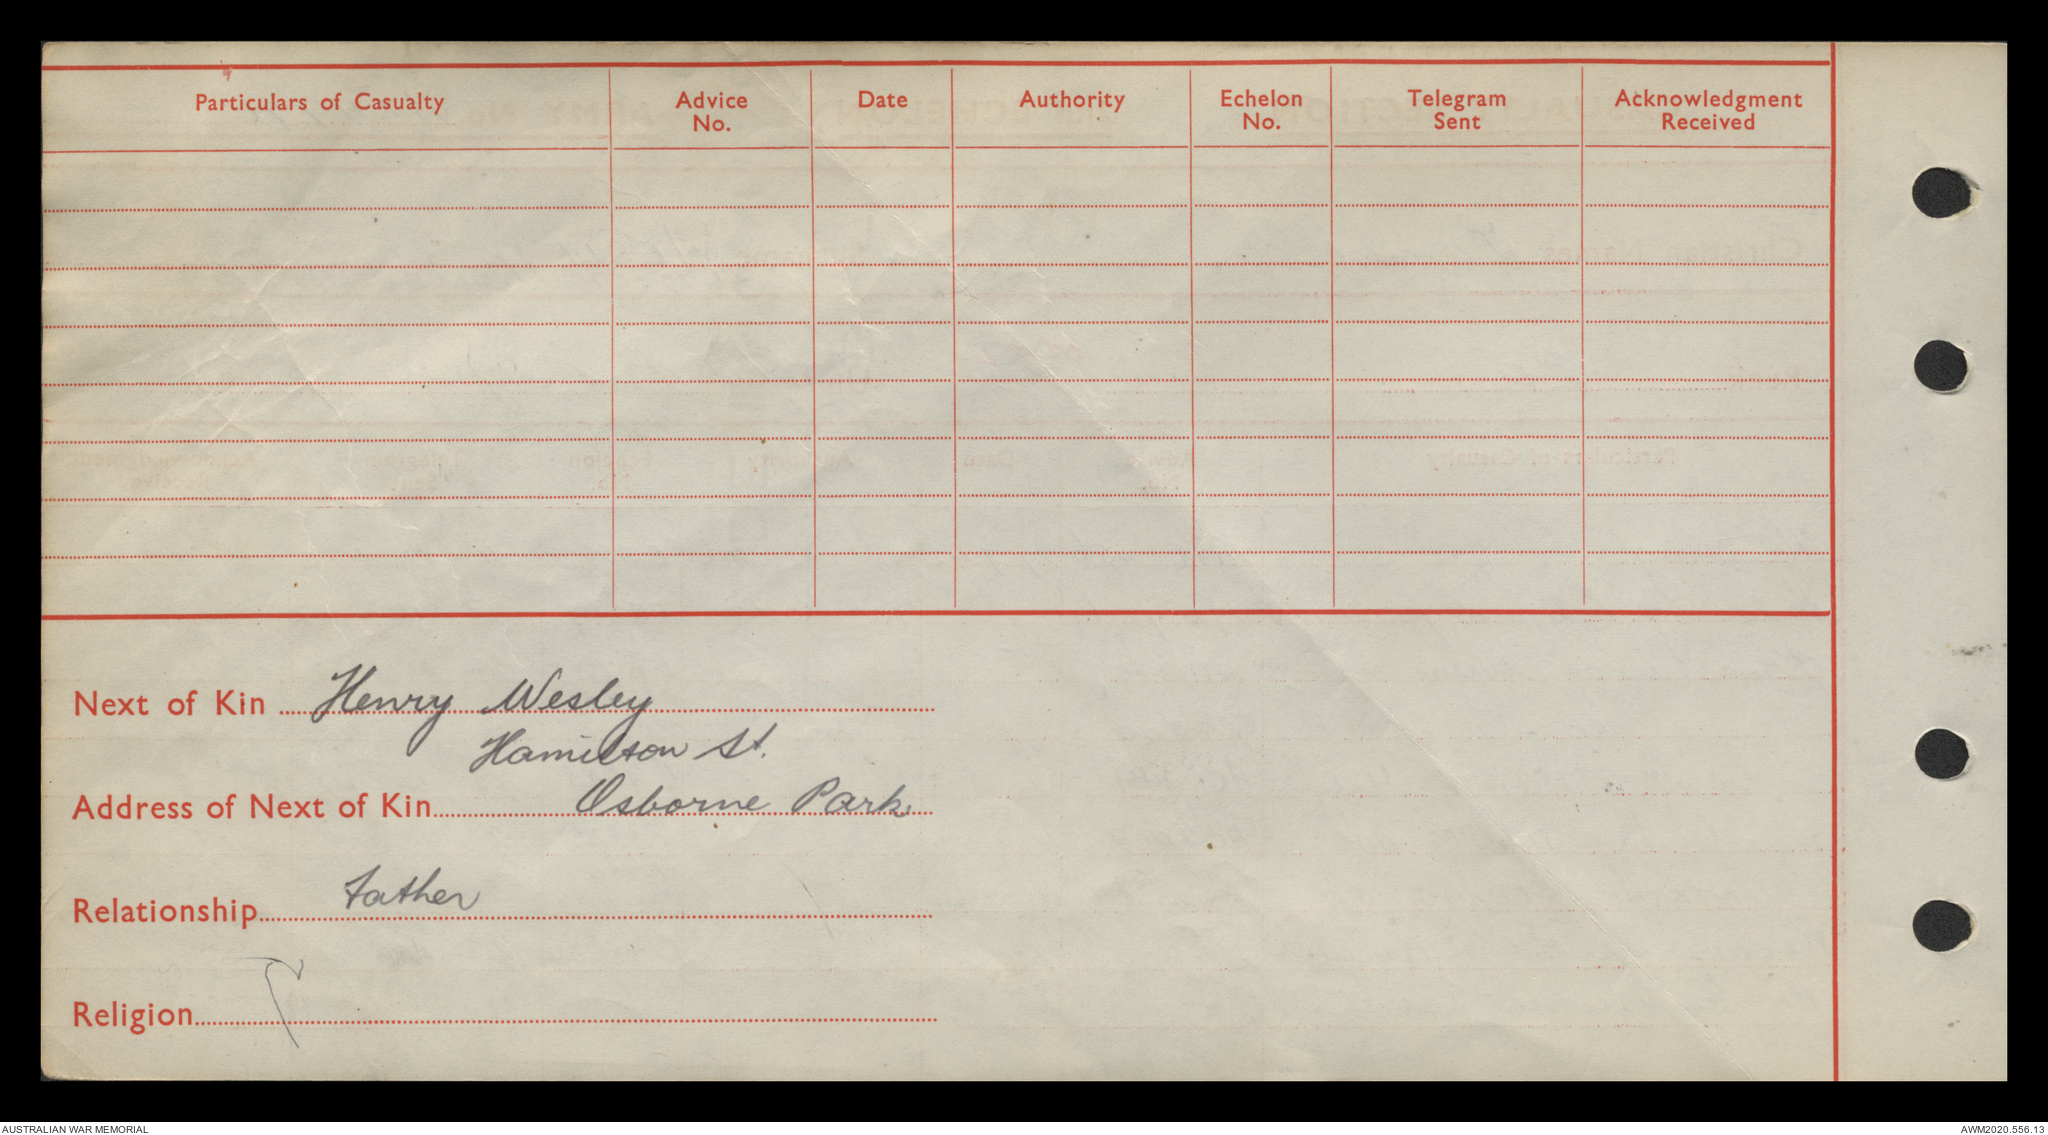 Particulars of Casualty Advice No. Date Authority Echelon No. Telegram Sent Acknowledgment Received
Next of Kin Henry Wesley
Hamilton St.
Address of Next of Kin Osborne Park
Relationship father
Religion
AUSTRALIAN WAR MEMORIAL AWM2020.556.13